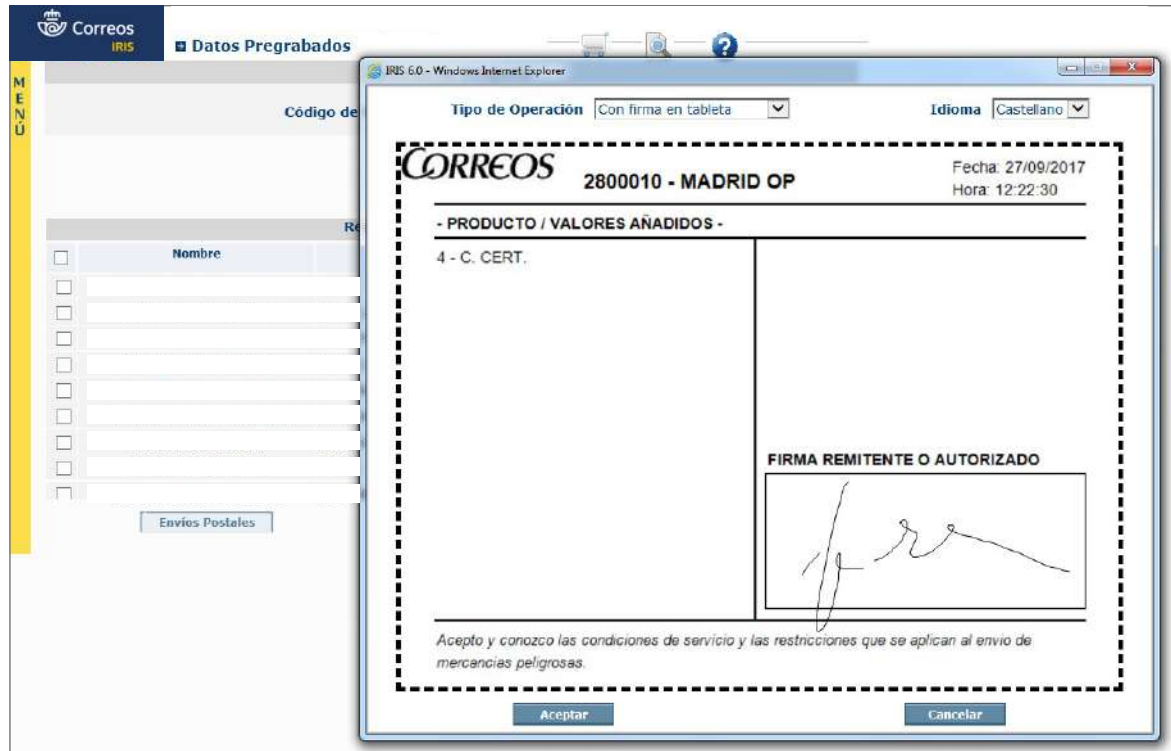 Correos
IRIS
Datos Pregrabados
MENÚ
IRIS 6.0 - Windows Internet Explorer
Código de
Tipo de Operación Con firma en tableta
Idioma Castellano
CORREOS
2800010 - MADRID OP
Fecha: 27/09/2017
Hora: 12:22:30
- PRODUCTO / VALORES AÑADIDOS -
Re
Nombre
4 - C. CERT.
FIRMA REMITENTE O AUTORIZADO
Envíos Postales
Acepto y conozco las condiciones de servicio y las restricciones que se aplican al envio de
mercancias peligrosas.
Aceptar
Cancelar